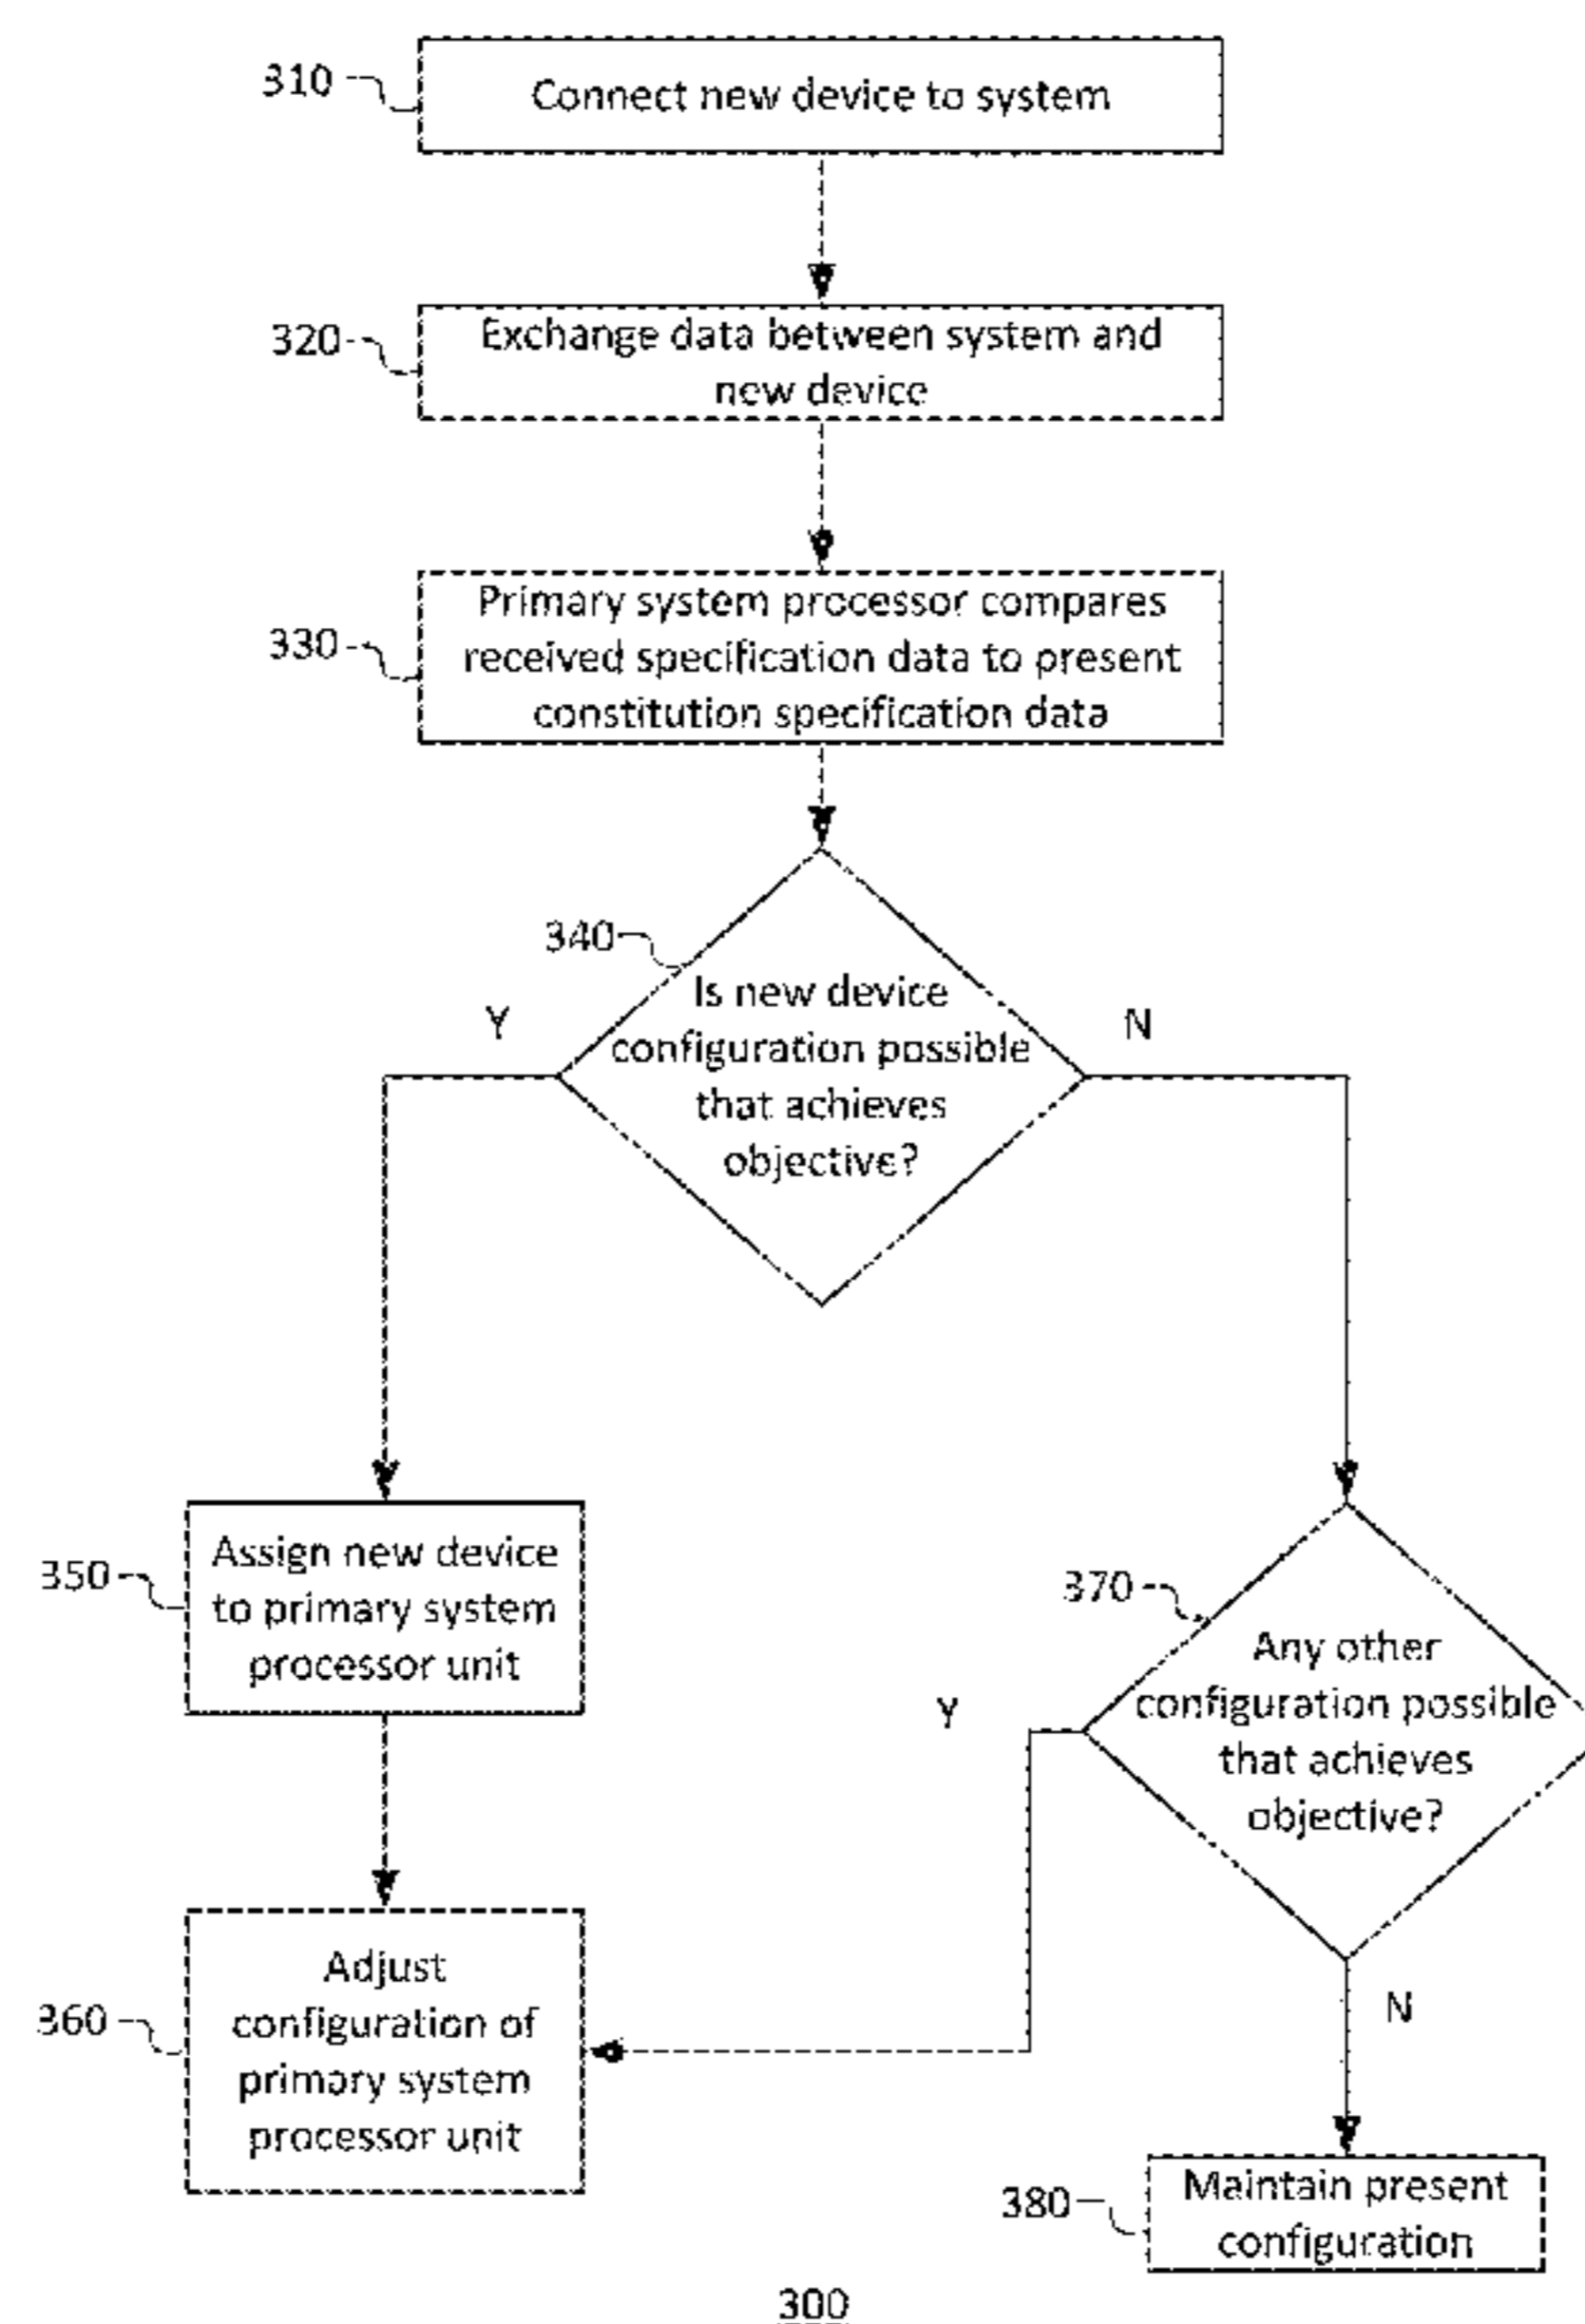 310
Connect new device to system
320
Exchange data between system and
new device
330
Primary system processor compares
received specification data to present
constitution specification data
340
Is new device
configuration possible
that achieves
objective?
Y
N
350
Assign new device
to primary system
processor unit
370
Any other
configuration possible
that achieves
objective?
Y
N
360
Adjust
configuration of
primary system
processor unit
380
Maintain present
configuration
300